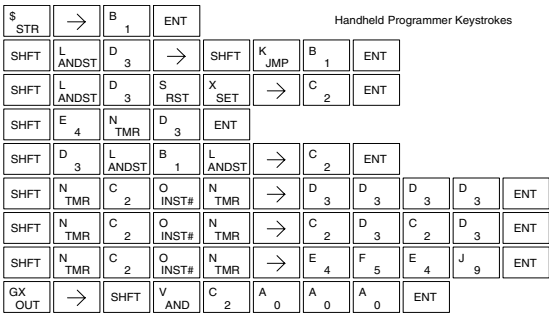 Handheld Programmer Keystrokes
$ STR → B 1 ENT
SHFT L ANDST D 3 → SHFT K JMP B 1 ENT
SHFT L ANDST D 3 S RST X SET → C 2 ENT
SHFT E 4 N TMR D 3 ENT
SHFT D 3 L ANDST B 1 L ANDST → C 2 ENT
SHFT N TMR C 2 O INST# N TMR → D 3 D 3 D 3 D 3 ENT
SHFT N TMR C 2 O INST# N TMR → C 2 D 3 C 2 D 3 ENT
SHFT N TMR C 2 O INST# N TMR → E 4 F 5 E 4 J 9 ENT
GX OUT → SHFT V AND C 2 A 0 A 0 A 0 ENT